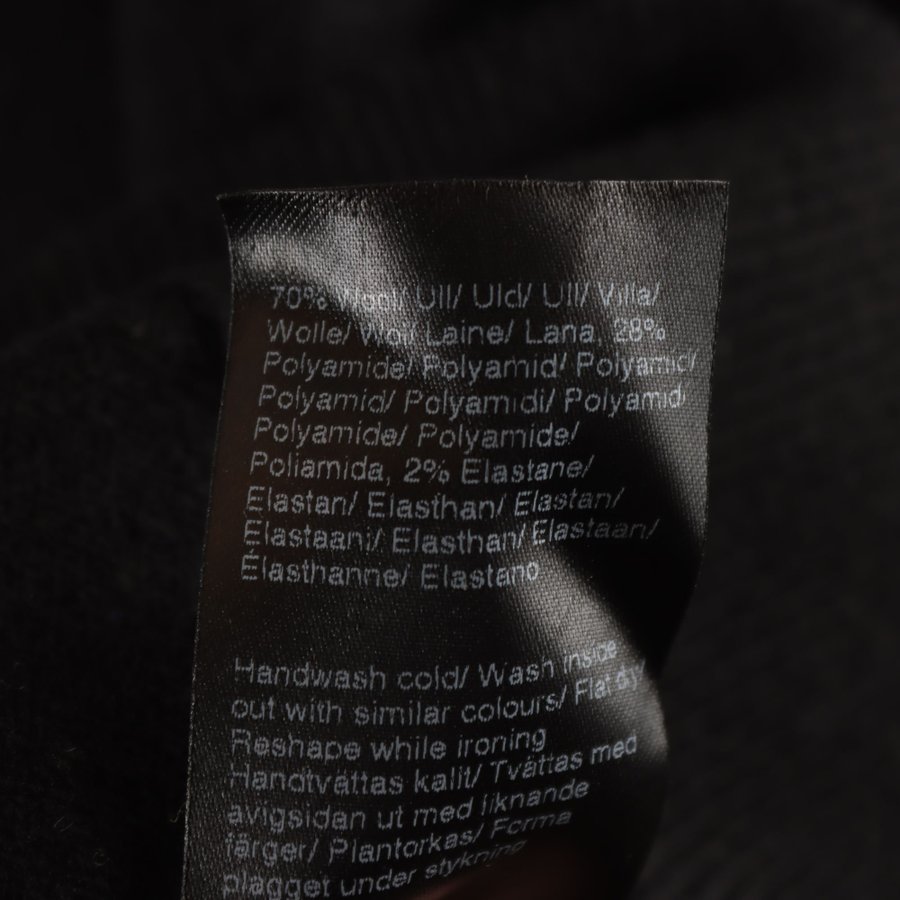 70% Wool/ Ull/ Uld/ Ull/ Villa/
Wolle/ Wol/ Laine/ Lana, 28%
Polyamide/ Polyamid/ Polyamid/
Polyamid/ Polyamidi/ Polyamid/
Polyamide/ Polyamide/
Poliamida, 2% Elastane/
Elastan/ Elasthan/ Elastan/
Elastaani/ Elasthan/ Elastaan/
Élasthanne/ Elastano
Handwash cold/ Wash inside
out with similar colours/ Flat dry/
Reshape while ironing
Handtvättas kallt/ Tvättas med
avigsidan ut med liknande
färger/ Plantorkas/ Forma
plagget under strykning